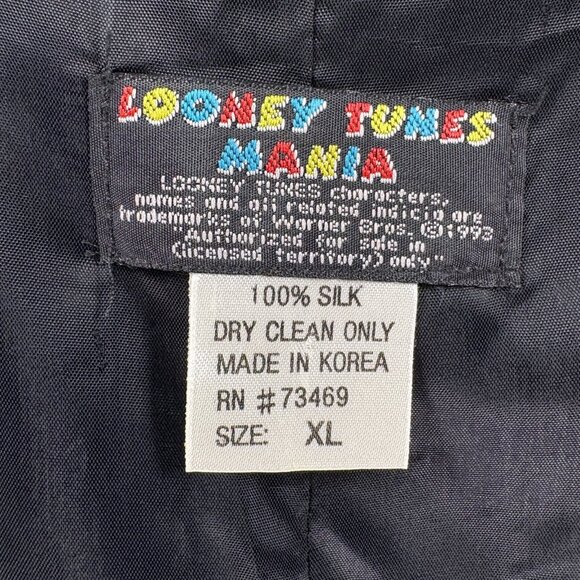 LOONEY TUNES
MANIA
LOONEY TUNES characters,
names and all related indicia are
trademarks of Warner Bros. ©1993
"Authorized for sale in
(licensed territory) only"
100% SILK
DRY CLEAN ONLY
MADE IN KOREA
RN #73469
SIZE: XL